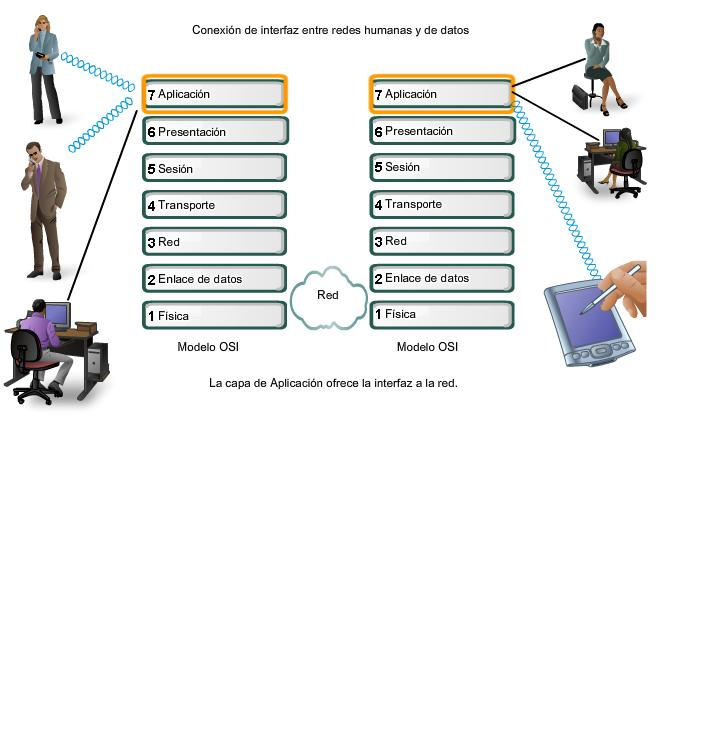 Conexión de interfaz entre redes humanas y de datos
7 Aplicación
6 Presentación
5 Sesión
4 Transporte
3 Red
2 Enlace de datos
1 Física
Modelo OSI
Red
7 Aplicación
6 Presentación
5 Sesión
4 Transporte
3 Red
2 Enlace de datos
1 Física
Modelo OSI
La capa de Aplicación ofrece la interfaz a la red.